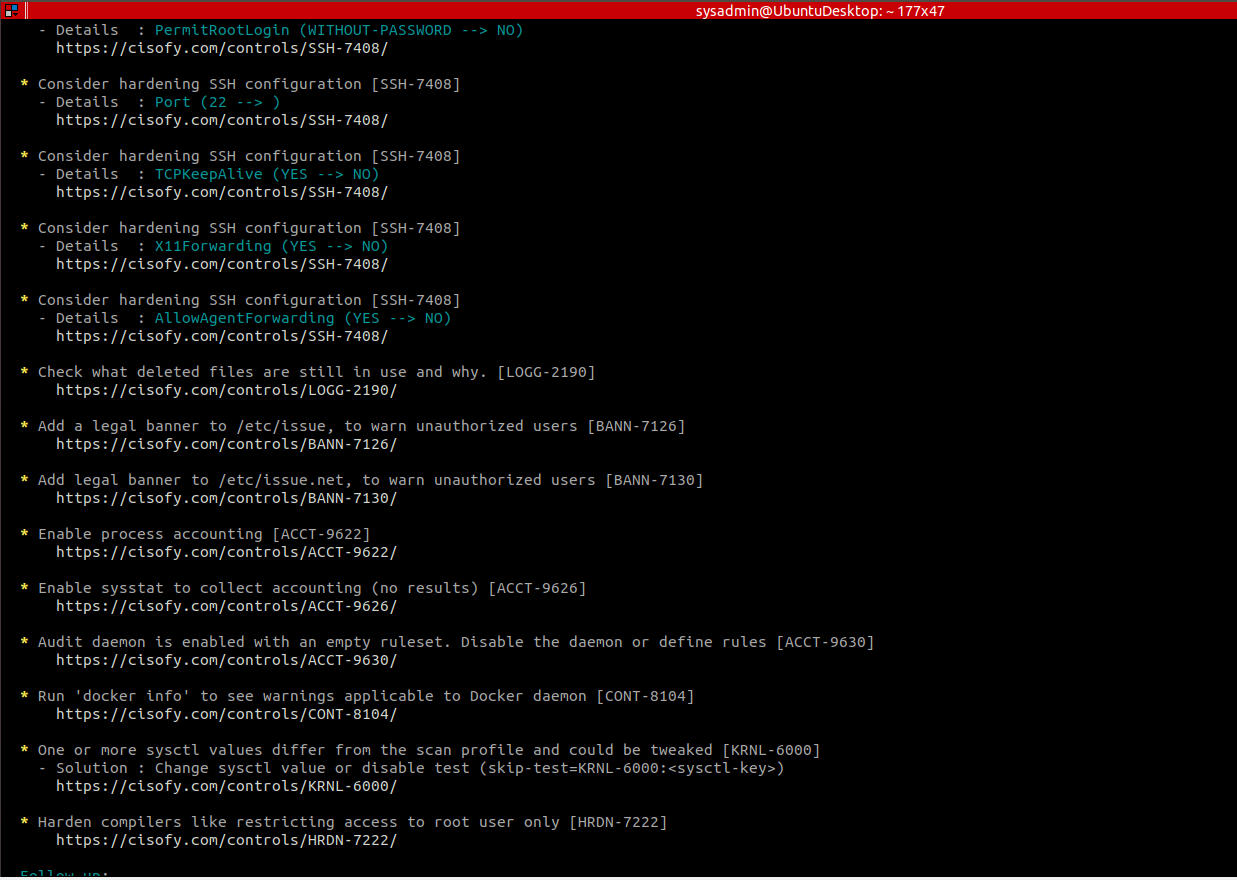 sysadmin@UbuntuDesktop: ~ 177x47
- Details  : PermitRootLogin (WITHOUT-PASSWORD --> NO)
https://cisofy.com/controls/SSH-7408/
* Consider hardening SSH configuration [SSH-7408]
- Details  : Port (22 --> )
https://cisofy.com/controls/SSH-7408/
* Consider hardening SSH configuration [SSH-7408]
- Details  : TCPKeepAlive (YES --> NO)
https://cisofy.com/controls/SSH-7408/
* Consider hardening SSH configuration [SSH-7408]
- Details  : X11Forwarding (YES --> NO)
https://cisofy.com/controls/SSH-7408/
* Consider hardening SSH configuration [SSH-7408]
- Details  : AllowAgentForwarding (YES --> NO)
https://cisofy.com/controls/SSH-7408/
* Check what deleted files are still in use and why. [LOGG-2190]
https://cisofy.com/controls/LOGG-2190/
* Add a legal banner to /etc/issue, to warn unauthorized users [BANN-7126]
https://cisofy.com/controls/BANN-7126/
* Add legal banner to /etc/issue.net, to warn unauthorized users [BANN-7130]
https://cisofy.com/controls/BANN-7130/
* Enable process accounting [ACCT-9622]
https://cisofy.com/controls/ACCT-9622/
* Enable sysstat to collect accounting (no results) [ACCT-9626]
https://cisofy.com/controls/ACCT-9626/
* Audit daemon is enabled with an empty ruleset. Disable the daemon or define rules [ACCT-9630]
https://cisofy.com/controls/ACCT-9630/
* Run 'docker info' to see warnings applicable to Docker daemon [CONT-8104]
https://cisofy.com/controls/CONT-8104/
* One or more sysctl values differ from the scan profile and could be tweaked [KRNL-6000]
- Solution : Change sysctl value or disable test (skip-test=KRNL-6000:<sysctl-key>)
https://cisofy.com/controls/KRNL-6000/
* Harden compilers like restricting access to root user only [HRDN-7222]
https://cisofy.com/controls/HRDN-7222/
Follow-up: